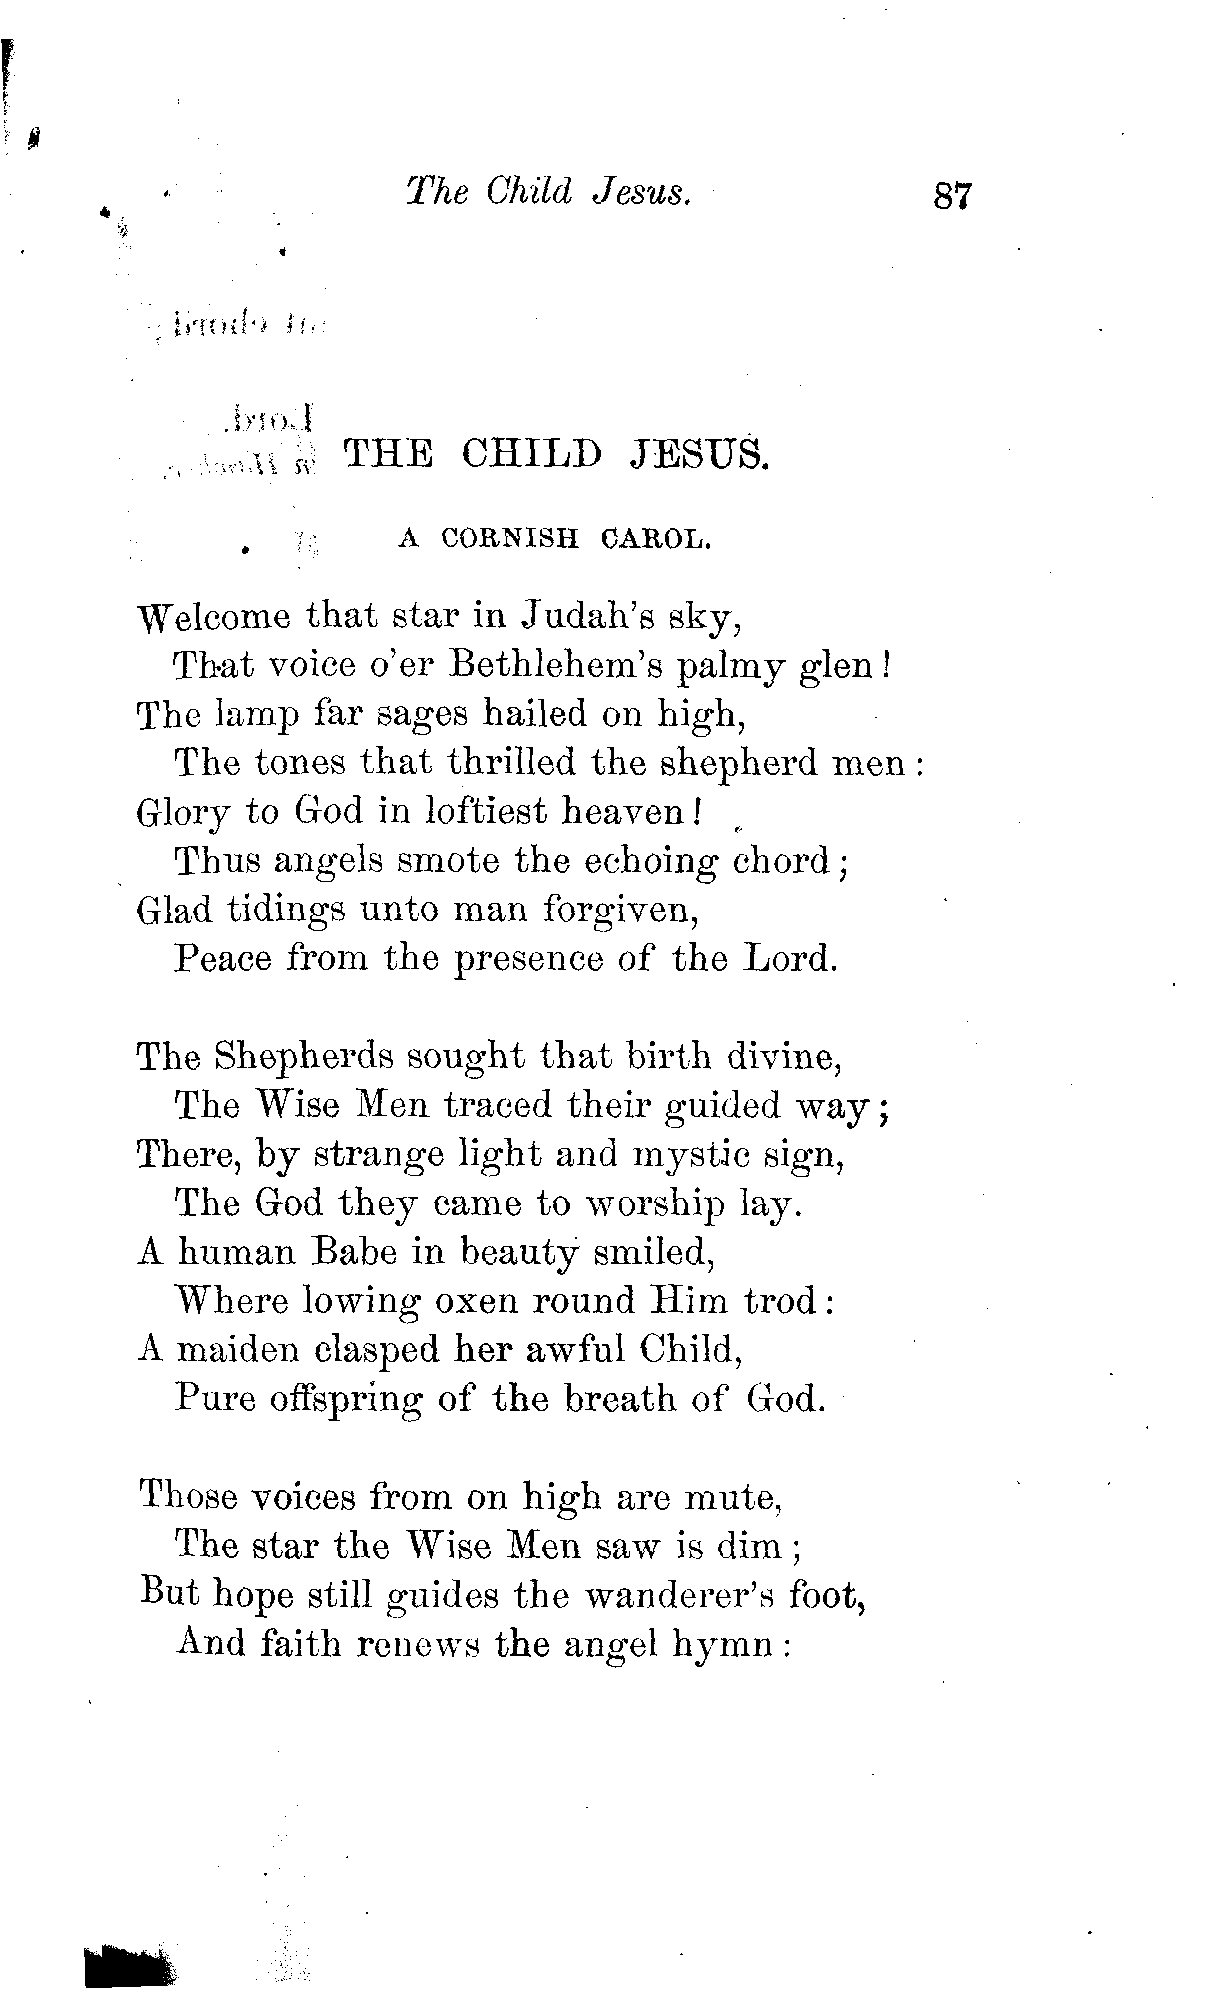 The Child Jesus. 87
THE CHILD JESUS.
A CORNISH CAROL.
Welcome that star in Judah's sky,
That voice o'er Bethlehem's palmy glen!
The lamp far sages hailed on high,
The tones that thrilled the shepherd men:
Glory to God in loftiest heaven!
Thus angels smote the echoing chord;
Glad tidings unto man forgiven,
Peace from the presence of the Lord.
The Shepherds sought that birth divine,
The Wise Men traced their guided way;
There, by strange light and mystic sign,
The God they came to worship lay.
A human Babe in beauty smiled,
Where lowing oxen round Him trod:
A maiden clasped her awful Child,
Pure offspring of the breath of God.
Those voices from on high are mute,
The star the Wise Men saw is dim;
But hope still guides the wanderer's foot,
And faith renews the angel hymn: